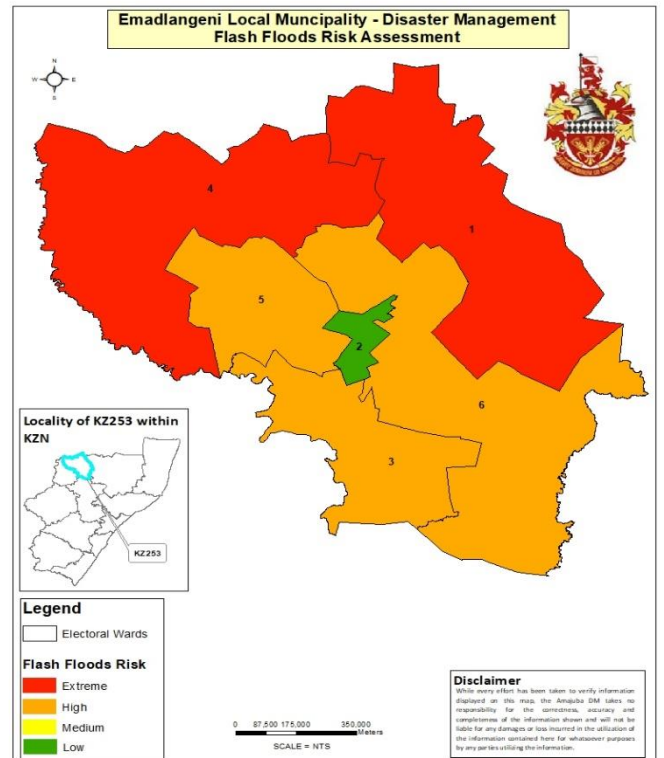 Emadlangeni Local Muncipality - Disaster Management
Flash Floods Risk Assessment
N
W E
S
4
1
5
2
6
3
Locality of KZ253 within
KZN
KZ253
Legend
Electoral Wards
Flash Floods Risk
Extreme
High
Medium
Low
0 87,500 175,000 350,000
Meters
SCALE = NTS
Disclaimer
While every effort has been taken to verify information
displayed on this map, the Amajuba DM takes no
responsibility for the correctness, accuracy and
completeness of the information shown and will not be
liable for any damages or loss incurred in the utilization of
the information contained here for whatsoever purposes
by any parties utilizing the information.